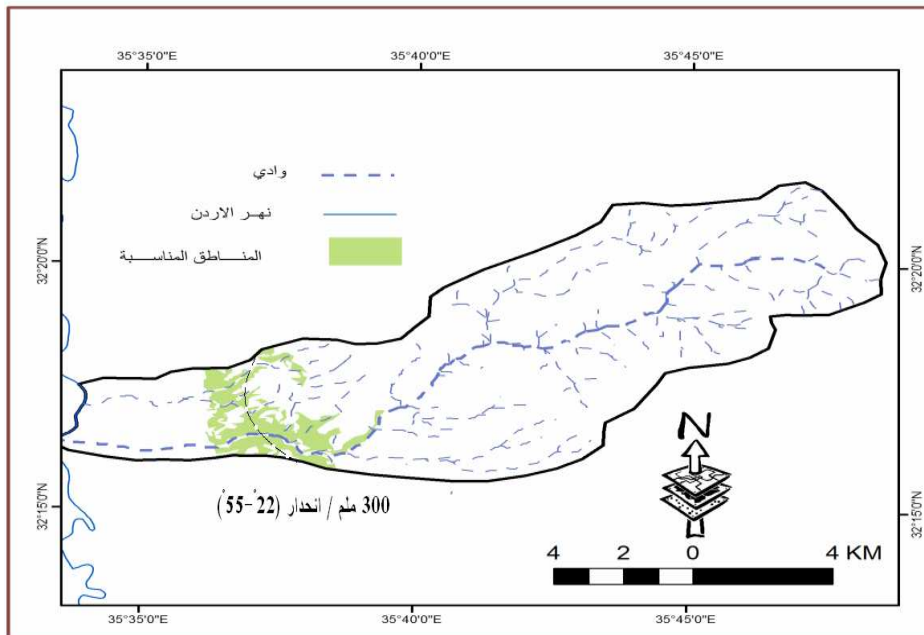 35°35'0"E 35°40'0"E 35°45'0"E
وادي
نهـر الاردن
المنـــاطق المناســـبة
32°20'0"N 32°20'0"N
32°15'0"N 32°15'0"N
300 ملم / انحدار (22ْ-55ْ)
N
4 2 0 4 KM
35°35'0"E 35°40'0"E 35°45'0"E